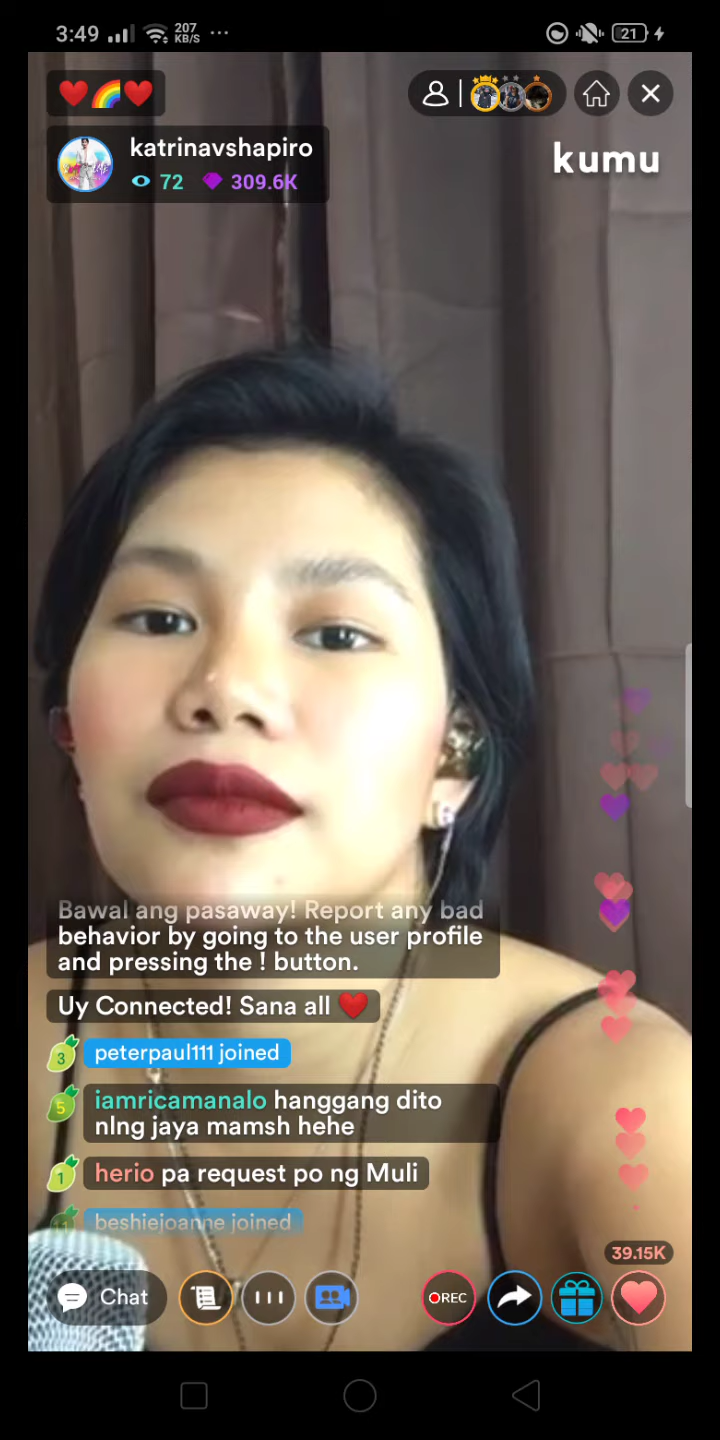 3:49
207
KB/S
21
katrinavshapiro
72 309.6K
kumu
Bawal ang pasaway! Report any bad
behavior by going to the user profile
and pressing the ! button.
Uy Connected! Sana all
3 peterpaul111 joined
5 iamricamanalo hanggang dito
nlng jaya mamsh hehe
1 herio pa request po ng Muli
11 beshiejoanne joined
39.15K
Chat
REC